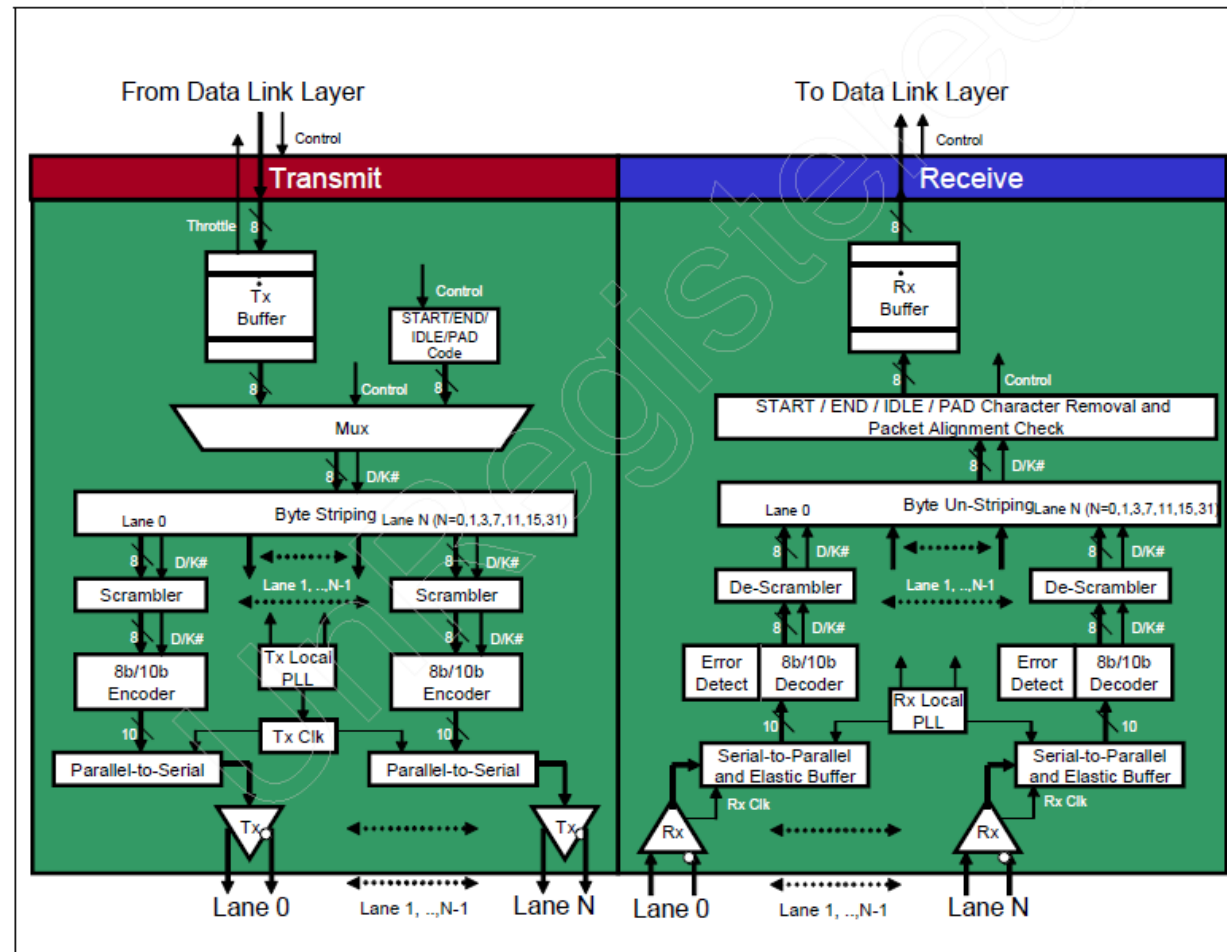 From Data Link Layer
To Data Link Layer
Control
Control
Transmit
Receive
Throttle
8
8
Tx
Buffer
Control
START/END/
IDLE/PAD
Code
Rx
Buffer
8
Control
8
8
Control
Mux
START / END / IDLE / PAD Character Removal and
Packet Alignment Check
8
D/K#
8
D/K#
Byte Striping
Lane 0
Lane N (N=0,1,3,7,11,15,31)
Byte Un-Striping
Lane 0
Lane N (N=0,1,3,7,11,15,31)
8
D/K#
8
D/K#
8
D/K#
8
D/K#
Lane 1, ..,N-1
Lane 1, ..,N-1
Scrambler
Scrambler
De-Scrambler
De-Scrambler
8
D/K#
8
D/K#
8
D/K#
8
D/K#
8b/10b
Encoder
Tx Local
PLL
8b/10b
Encoder
Error
Detect
8b/10b
Decoder
Rx Local
PLL
Error
Detect
8b/10b
Decoder
10
10
10
10
Tx Clk
Parallel-to-Serial
Parallel-to-Serial
Serial-to-Parallel
and Elastic Buffer
Serial-to-Parallel
and Elastic Buffer
Rx Clk
Rx Clk
Tx
Tx
Rx
Rx
Lane 0
Lane 1, ..,N-1
Lane N
Lane 0
Lane 1, ..,N-1
Lane N
unRegistered